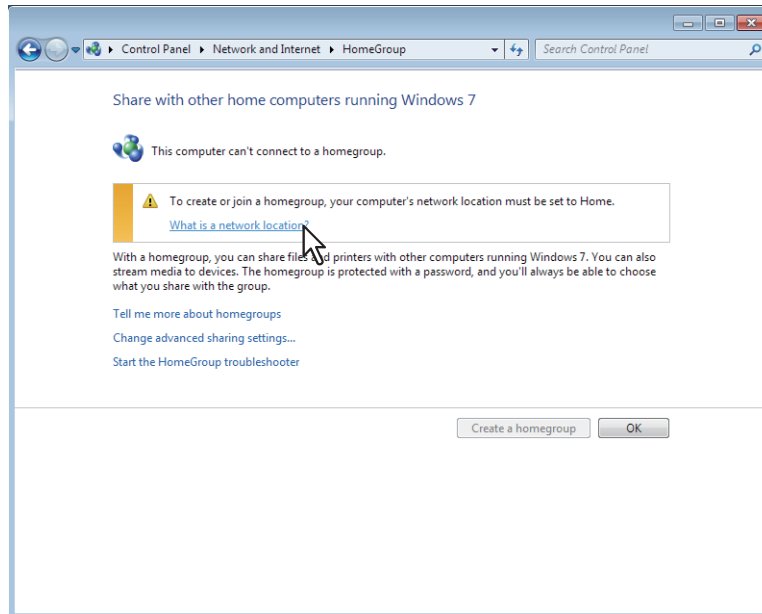 Control Panel ▸ Network and Internet ▸ HomeGroup
Search Control Panel
Share with other home computers running Windows 7
This computer can't connect to a homegroup.
To create or join a homegroup, your computer's network location must be set to Home.
What is a network location?
With a homegroup, you can share files and printers with other computers running Windows 7. You can also
stream media to devices. The homegroup is protected with a password, and you'll always be able to choose
what you share with the group.
Tell me more about homegroups
Change advanced sharing settings...
Start the HomeGroup troubleshooter
Create a homegroup
OK